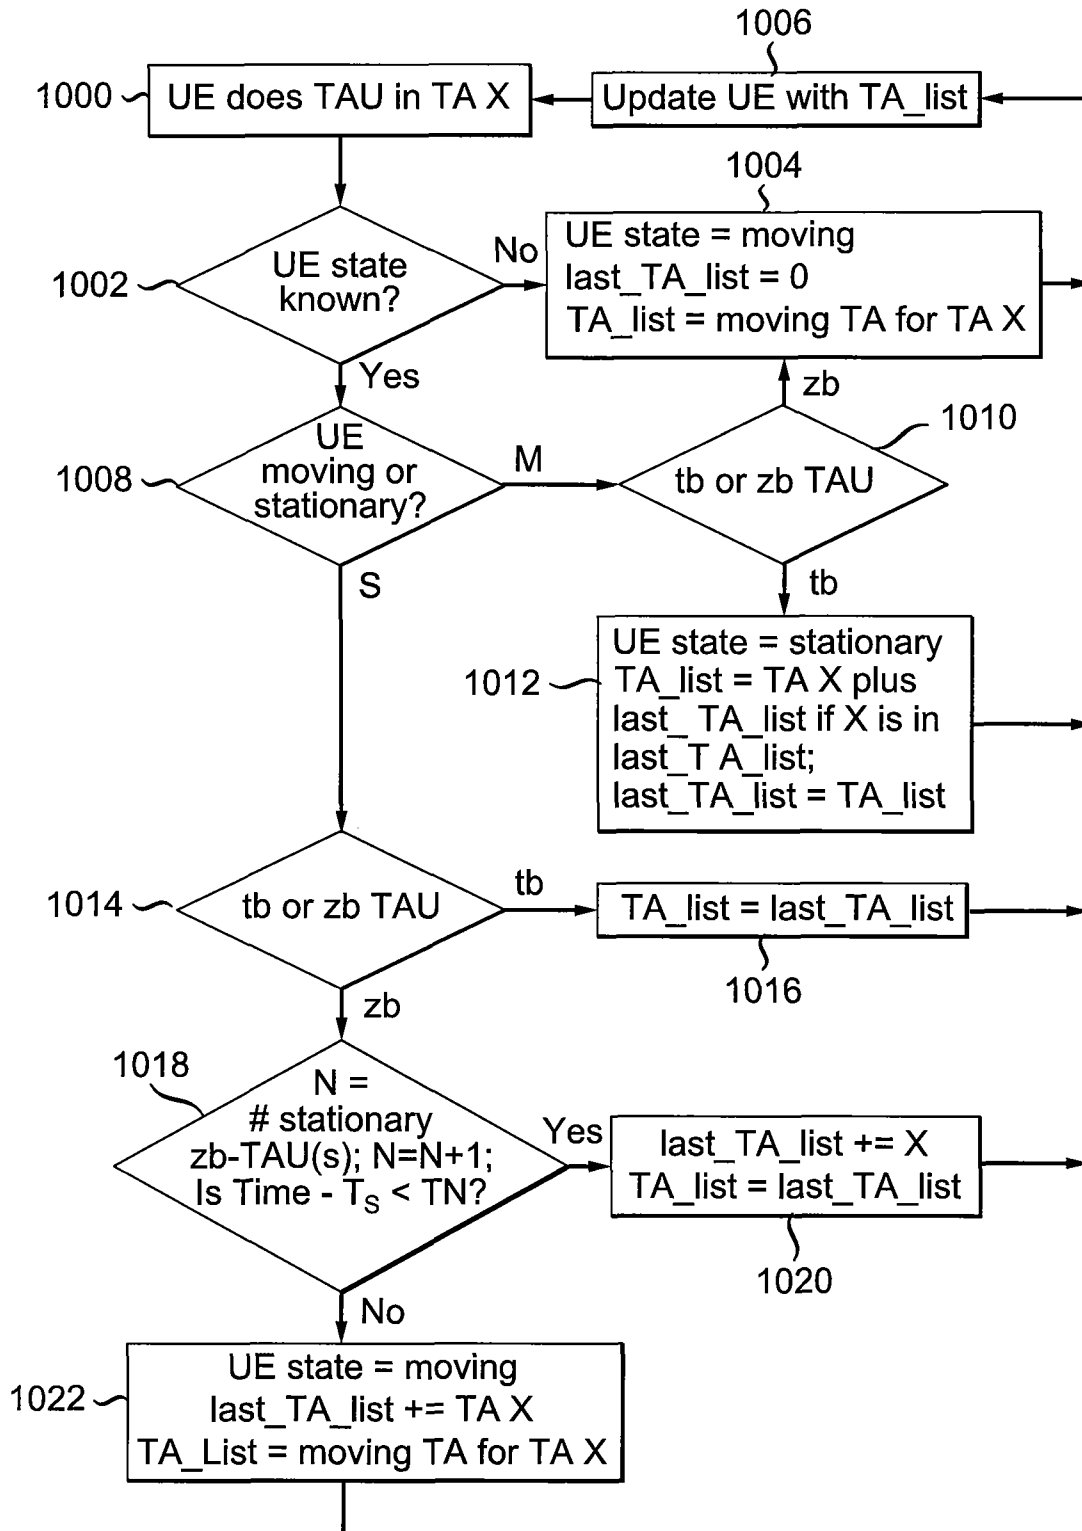 1006
1000
UE does TAU in TA X
Update UE with TA_list
1004
UE state = moving
last_TA_list = 0
TA_list = moving TA for TA X
1002
UE state
known?
No
Yes
zb
1010
1008
UE
moving or
stationary?
M
tb or zb TAU
S
tb
1012
UE state = stationary
TA_list = TA X plus
last_ TA_list if X is in
last_T A_list;
last_TA_list = TA_list
1014
tb or zb TAU
tb
TA_list = last_TA_list
1016
zb
1018
N =
# stationary
zb-TAU(s); N=N+1;
Is Time - TS < TN?
Yes
last_TA_list += X
TA_list = last_TA_list
1020
No
1022
UE state = moving
last_TA_list += TA X
TA_List = moving TA for TA X